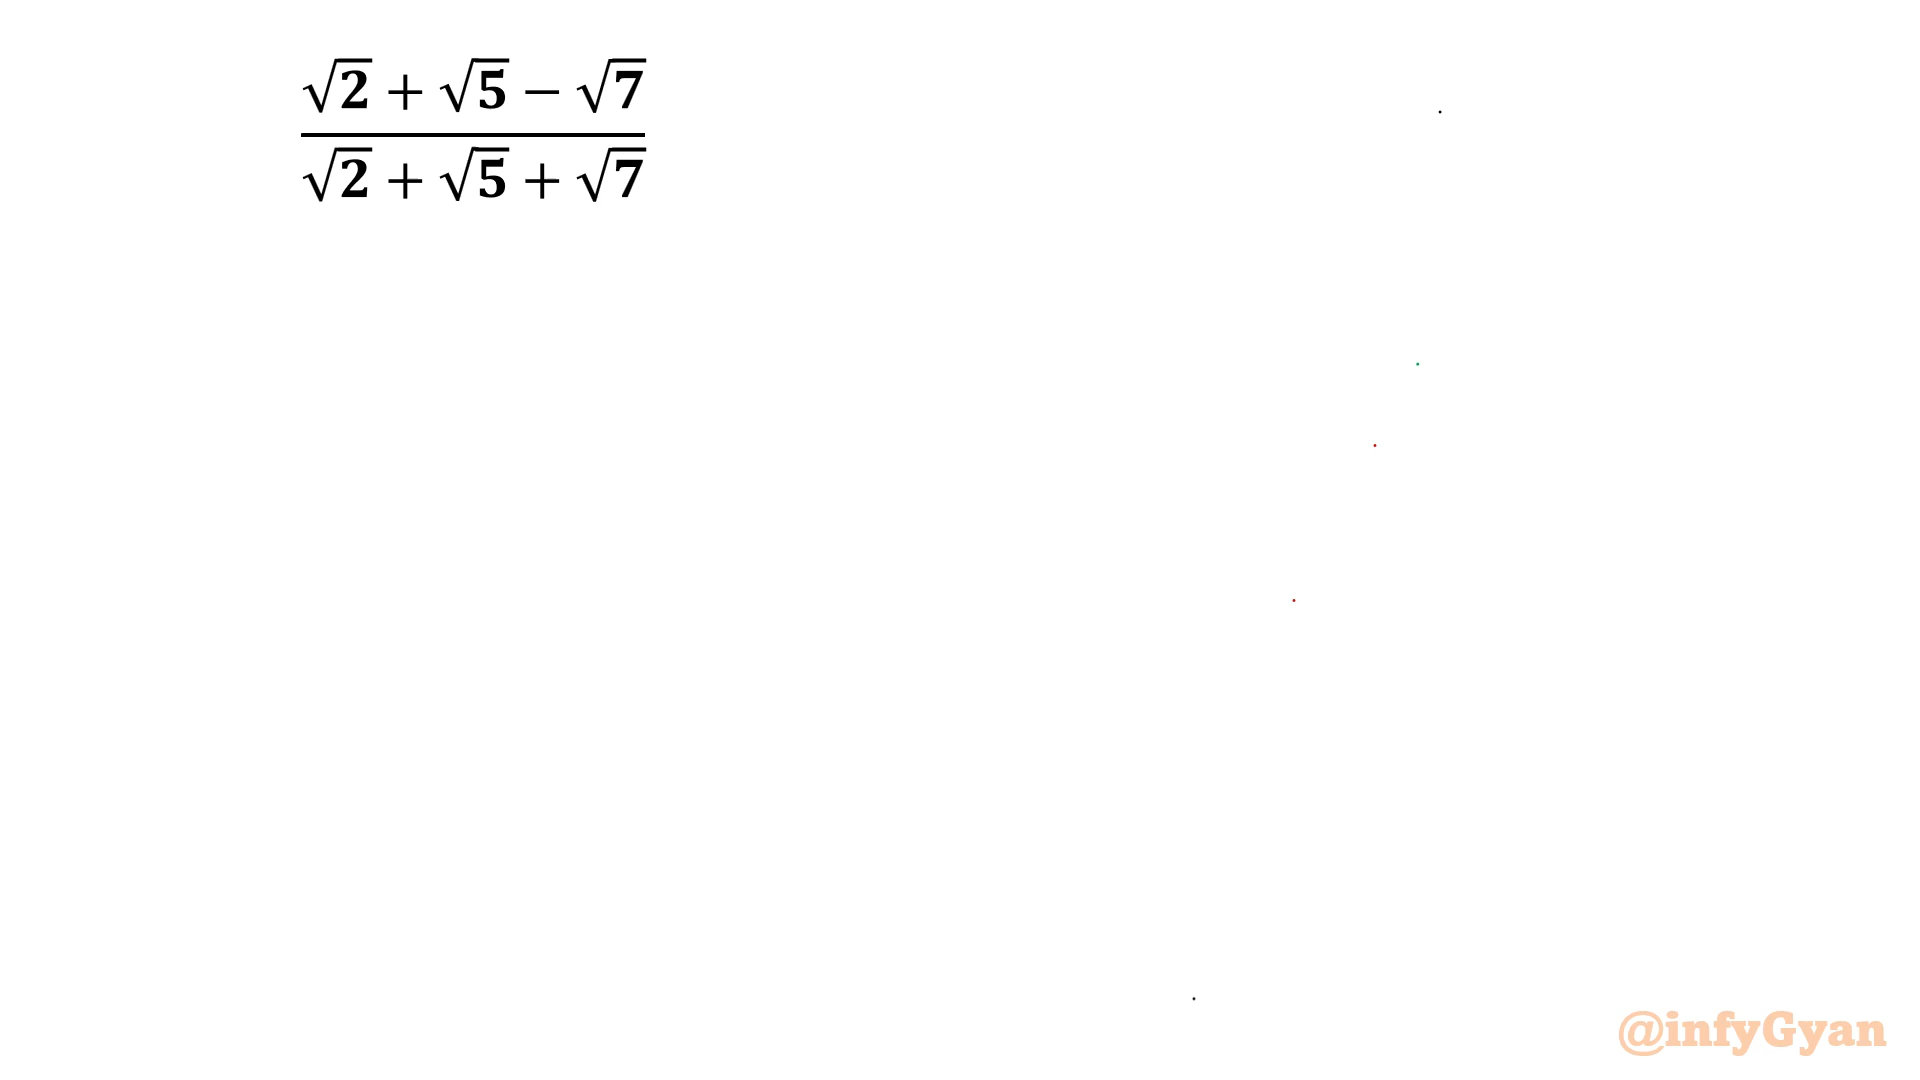 √2 + √5 − √7
√2 + √5 + √7
@infyGyan